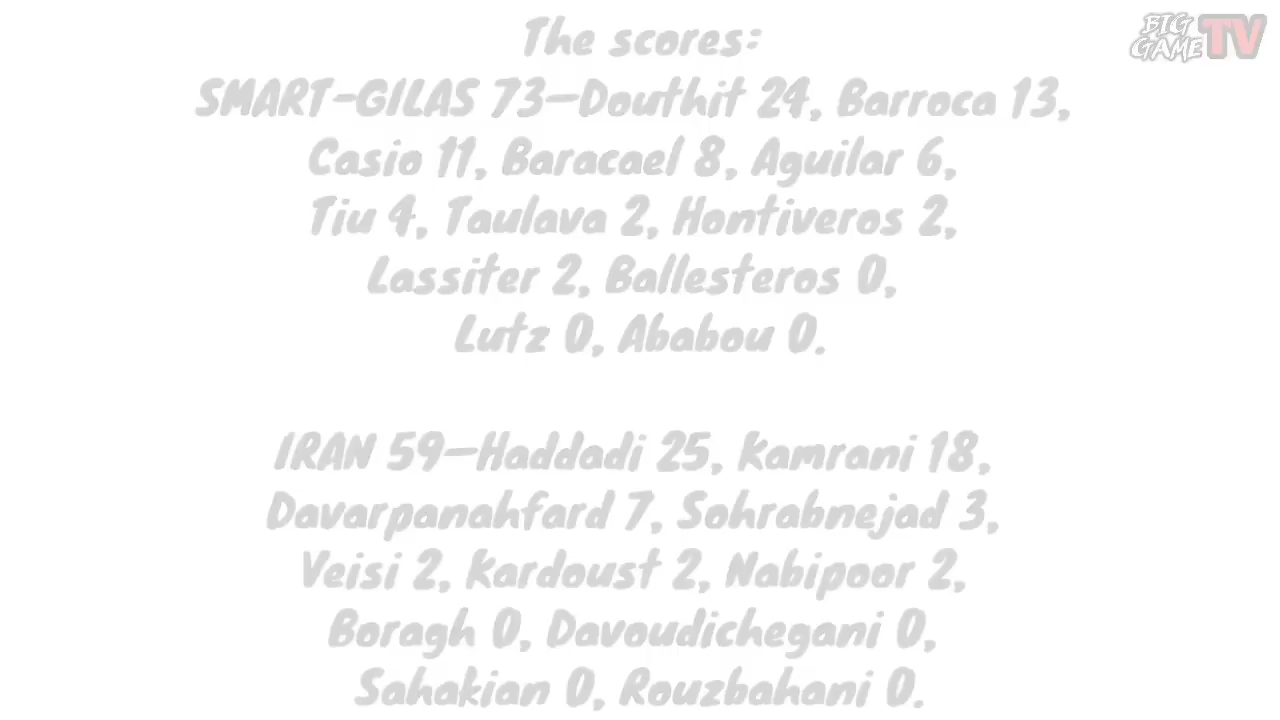 BIG GAME TV
The scores:
SMART-GILAS 73—Douthit 24, Barroca 13,
Casio 11, Baracael 8, Aguilar 6,
Tiu 4, Taulava 2, Hontiveros 2,
Lassiter 2, Ballesteros 0,
Lutz 0, Ababou 0.
IRAN 59—Haddadi 25, Kamrani 18,
Davarpanahfard 7, Sohrabnejad 3,
Veisi 2, Kardoust 2, Nabipoor 2,
Boragh 0, Davoudichegani 0,
Sahakian 0, Rouzbahani 0.